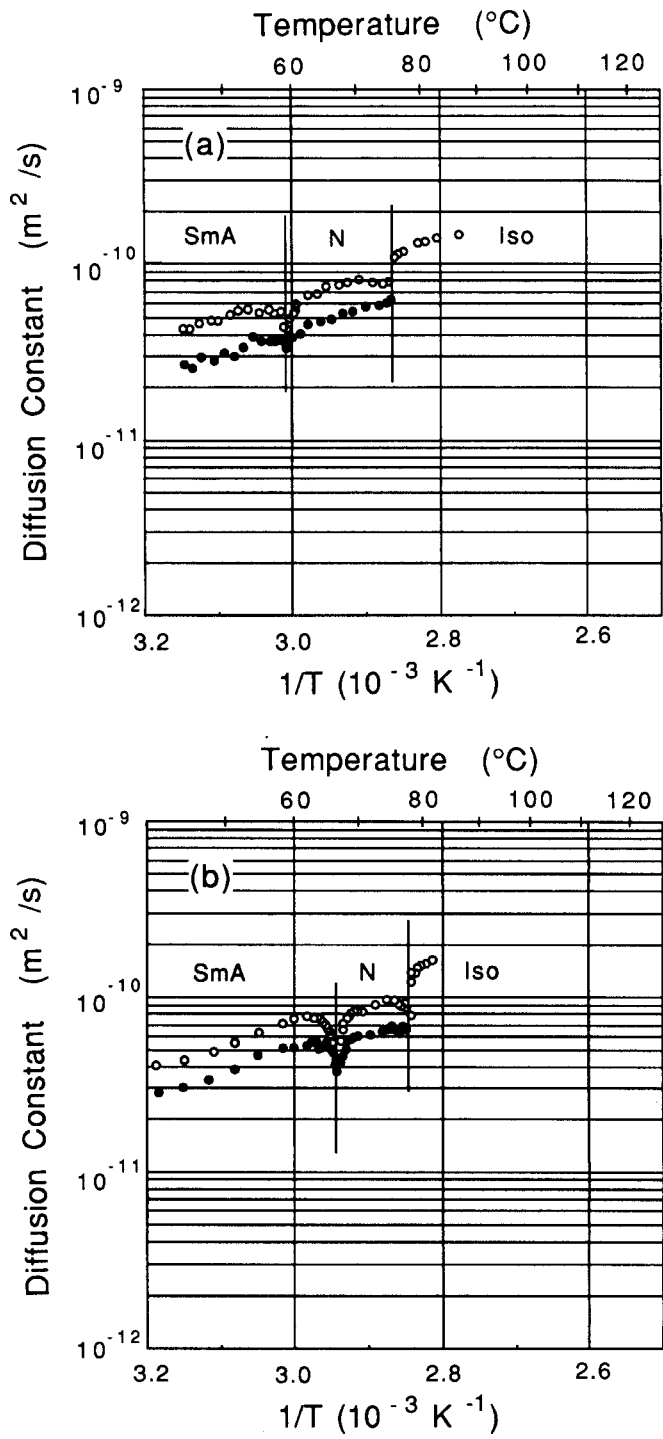 Temperature (°C)
60 80 100 120
10⁻⁹
(a)
SmA N Iso
10⁻¹⁰
10⁻¹¹
10⁻¹²
Diffusion Constant (m² /s)
3.2 3.0 2.8 2.6
1/T (10⁻³ K⁻¹)
Temperature (°C)
60 80 100 120
10⁻⁹
(b)
SmA N Iso
10⁻¹⁰
10⁻¹¹
10⁻¹²
Diffusion Constant (m² /s)
3.2 3.0 2.8 2.6
1/T (10⁻³ K⁻¹)